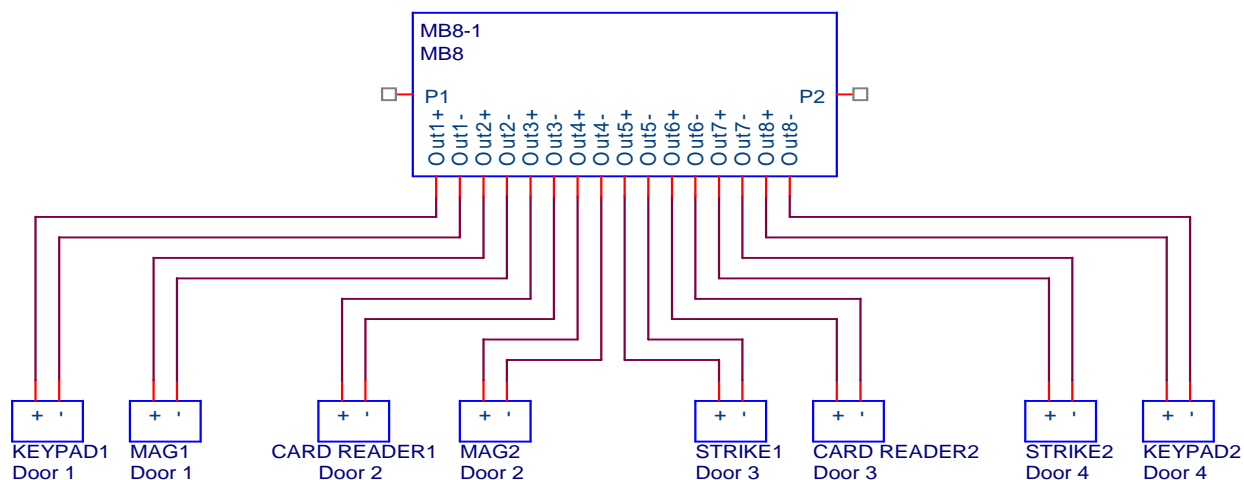 MB8-1
MB8
P1
P2
Out1+
Out1-
Out2+
Out2-
Out3+
Out3-
Out4+
Out4-
Out5+
Out5-
Out6+
Out6-
Out7+
Out7-
Out8+
Out8-
+ -
+ -
+ -
+ -
+ -
+ -
+ -
+ -
KEYPAD1
Door 1
MAG1
Door 1
CARD READER1
Door 2
MAG2
Door 2
STRIKE1
Door 3
CARD READER2
Door 3
STRIKE2
Door 4
KEYPAD2
Door 4